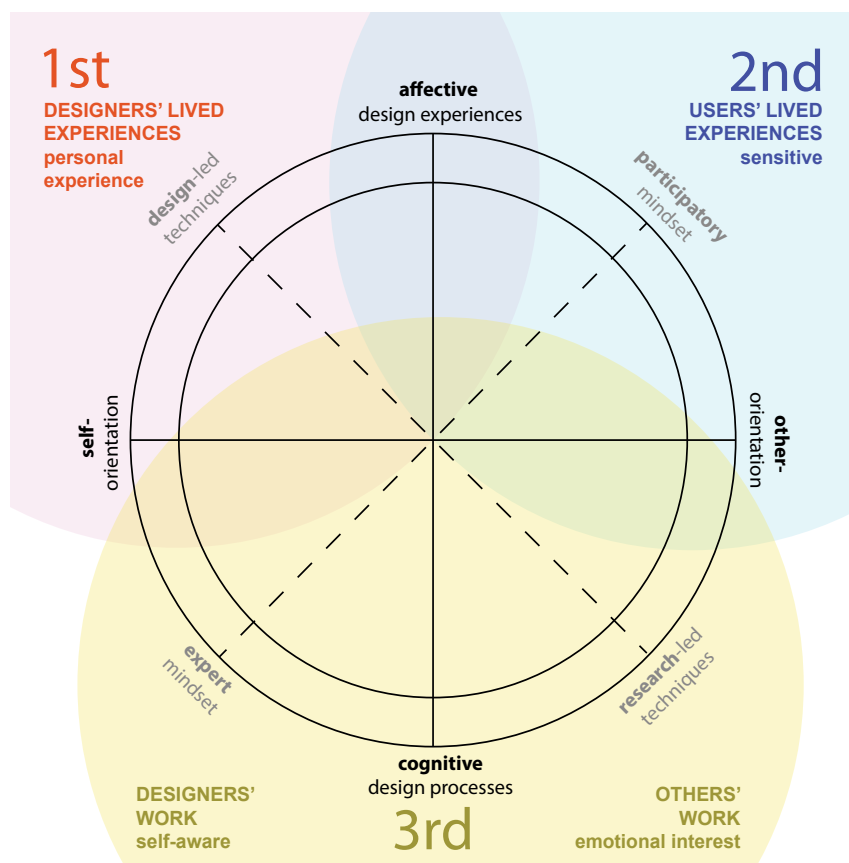 1st
DESIGNERS’ LIVED
EXPERIENCES
personal
experience
affective
design experiences
2nd
USERS’ LIVED
EXPERIENCES
sensitive
design-led
techniques
participatory
mindset
self-
orientation
other-
orientation
expert
mindset
research-led
techniques
cognitive
design processes
3rd
DESIGNERS’
WORK
self-aware
OTHERS’
WORK
emotional interest